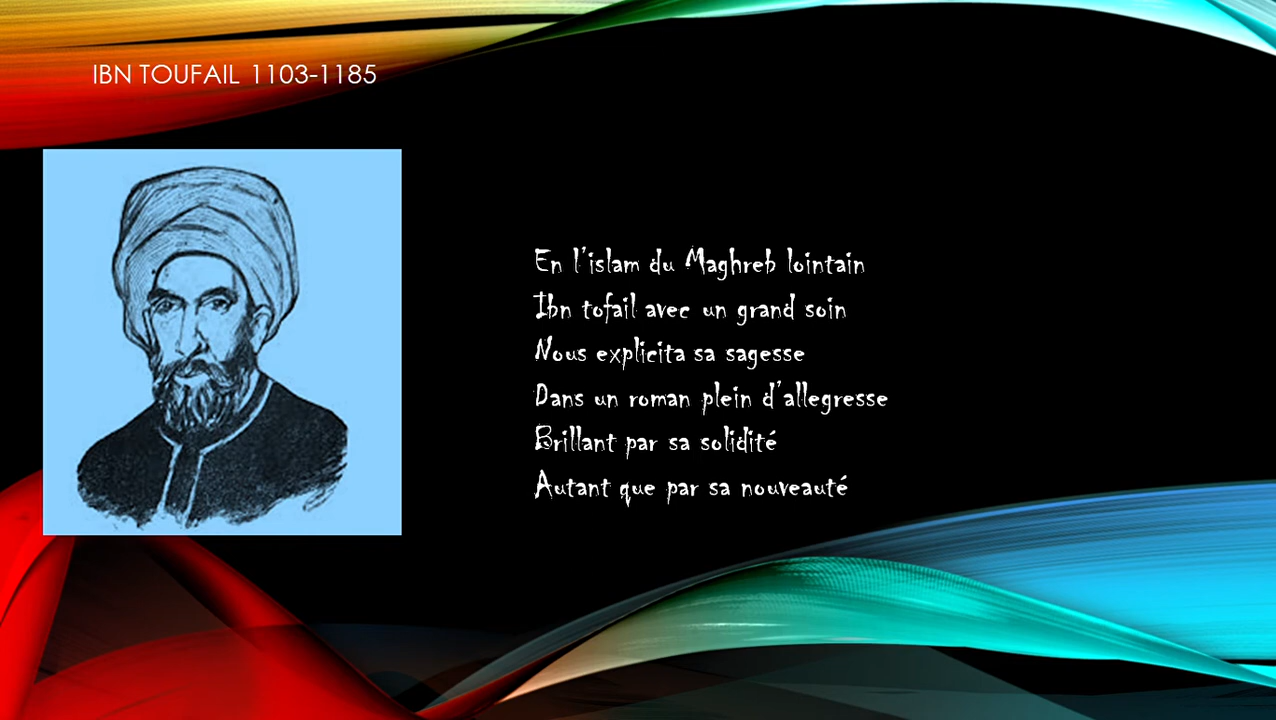 IBN TOUFAIL 1103-1185
En l’islam du Maghreb lointain
Ibn tofail avec un grand soin
Nous explicita sa sagesse
Dans un roman plein d’allegresse
Brillant par sa solidité
Autant que par sa nouveauté